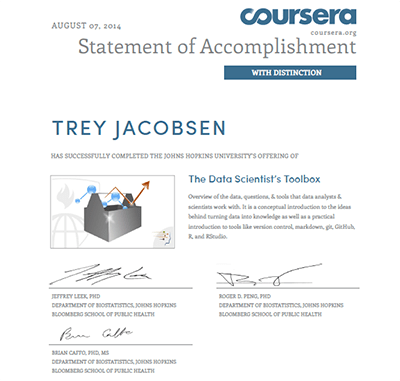 AUGUST 07, 2014
coursera
coursera.org
Statement of Accomplishment
WITH DISTINCTION
TREY JACOBSEN
HAS SUCCESSFULLY COMPLETED THE JOHNS HOPKINS UNIVERSITY'S OFFERING OF
The Data Scientist's Toolbox
Overview of the data, questions, & tools that data analysts &
scientists work with. It is a conceptual introduction to the ideas
behind turning data into knowledge as well as a practical
introduction to tools like version control, markdown, git, GitHub,
R, and RStudio.
JEFFREY LEEK, PHD
DEPARTMENT OF BIOSTATISTICS, JOHNS HOPKINS
BLOOMBERG SCHOOL OF PUBLIC HEALTH
ROGER D. PENG, PHD
DEPARTMENT OF BIOSTATISTICS, JOHNS HOPKINS
BLOOMBERG SCHOOL OF PUBLIC HEALTH
Brian Caffo
BRIAN CAFFO, PHD, MS
DEPARTMENT OF BIOSTATISTICS, JOHNS HOPKINS
BLOOMBERG SCHOOL OF PUBLIC HEALTH